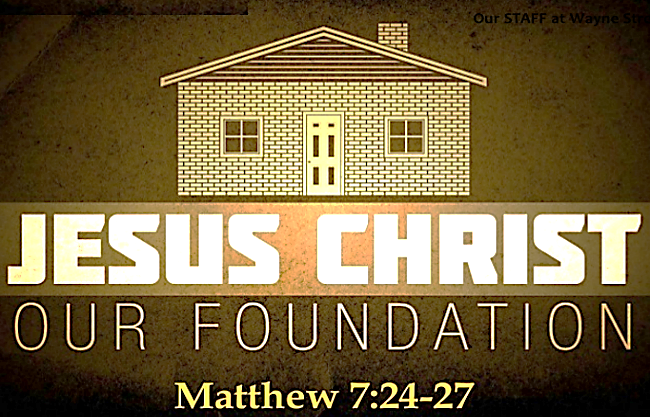 Our STAFF at Wayne
JESUS CHRIST
OUR FOUNDATION
Matthew 7:24-27